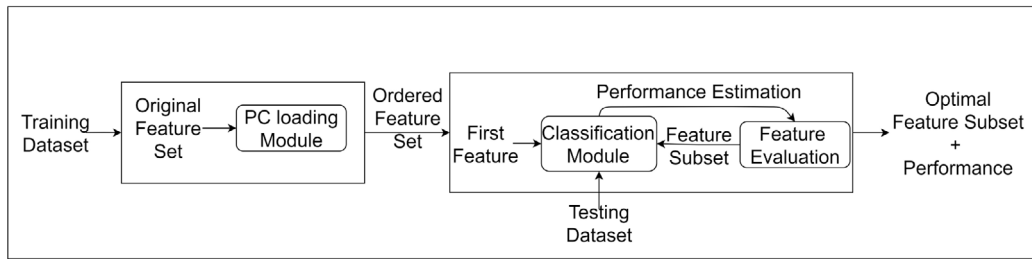 Training
Dataset
Original
Feature
Set
PC loading
Module
Ordered
Feature
Set
First
Feature
Performance Estimation
Classification
Module
Feature
Subset
Feature
Evaluation
Testing
Dataset
Optimal
Feature Subset
+
Performance